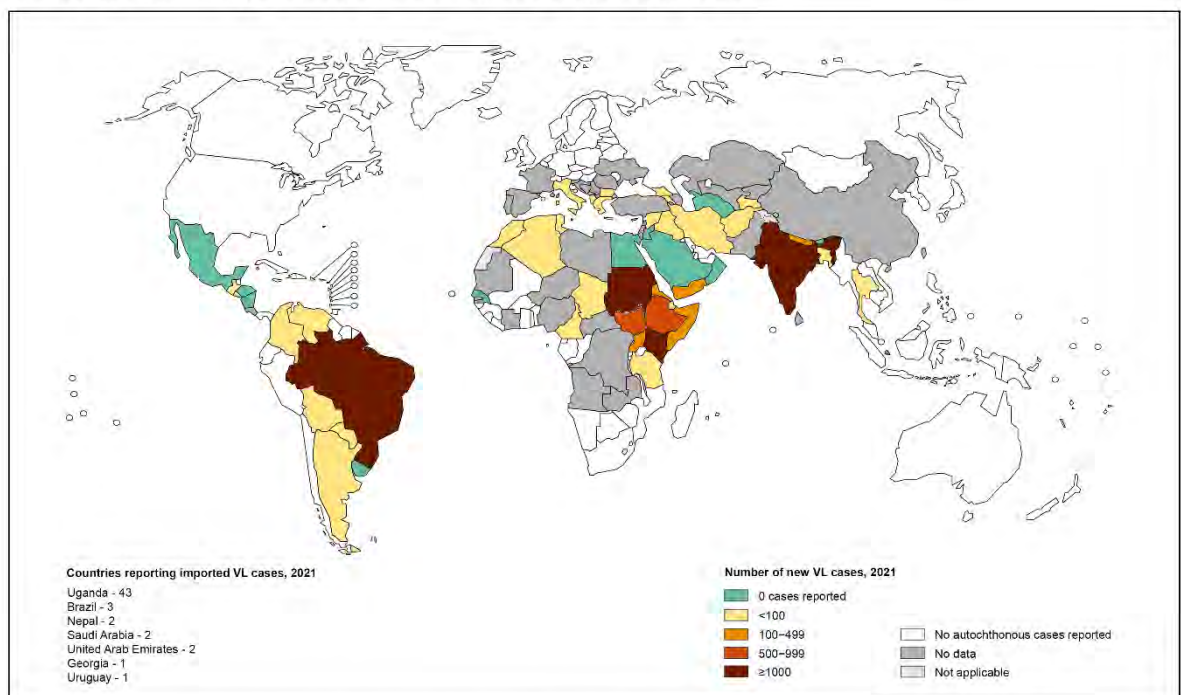 Countries reporting imported VL cases, 2021
Uganda - 43
Brazil - 3
Nepal - 2
Saudi Arabia - 2
United Arab Emirates - 2
Georgia - 1
Uruguay - 1
Number of new VL cases, 2021
0 cases reported
<100
100–499
500–999
≥1000
No autochthonous cases reported
No data
Not applicable